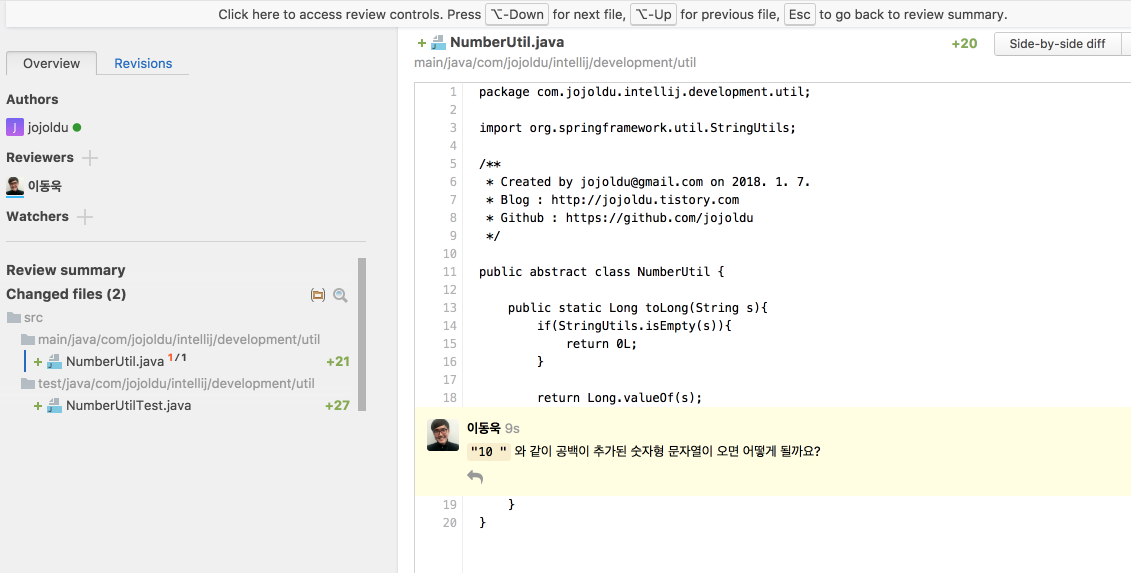 Click here to access review controls. Press ⌥-Down for next file, ⌥-Up for previous file, Esc to go back to review summary.
Overview Revisions
Authors
J jojoldu
Reviewers
이동욱
Watchers
Review summary
Changed files (2)
src
main/java/com/jojoldu/intellij/development/util
+ NumberUtil.java 1/1 +21
test/java/com/jojoldu/intellij/development/util
+ NumberUtilTest.java +27
+ NumberUtil.java +20 Side-by-side diff
main/java/com/jojoldu/intellij/development/util
1 package com.jojoldu.intellij.development.util;
2
3 import org.springframework.util.StringUtils;
4
5 /**
6 * Created by jojoldu@gmail.com on 2018. 1. 7.
7 * Blog : http://jojoldu.tistory.com
8 * Github : https://github.com/jojoldu
9 */
10
11 public abstract class NumberUtil {
12
13 public static Long toLong(String s){
14 if(StringUtils.isEmpty(s)){
15 return 0L;
16 }
17
18 return Long.valueOf(s);
이동욱 9s
"10 " 와 같이 공백이 추가된 숫자형 문자열이 오면 어떻게 될까요?
19 }
20 }